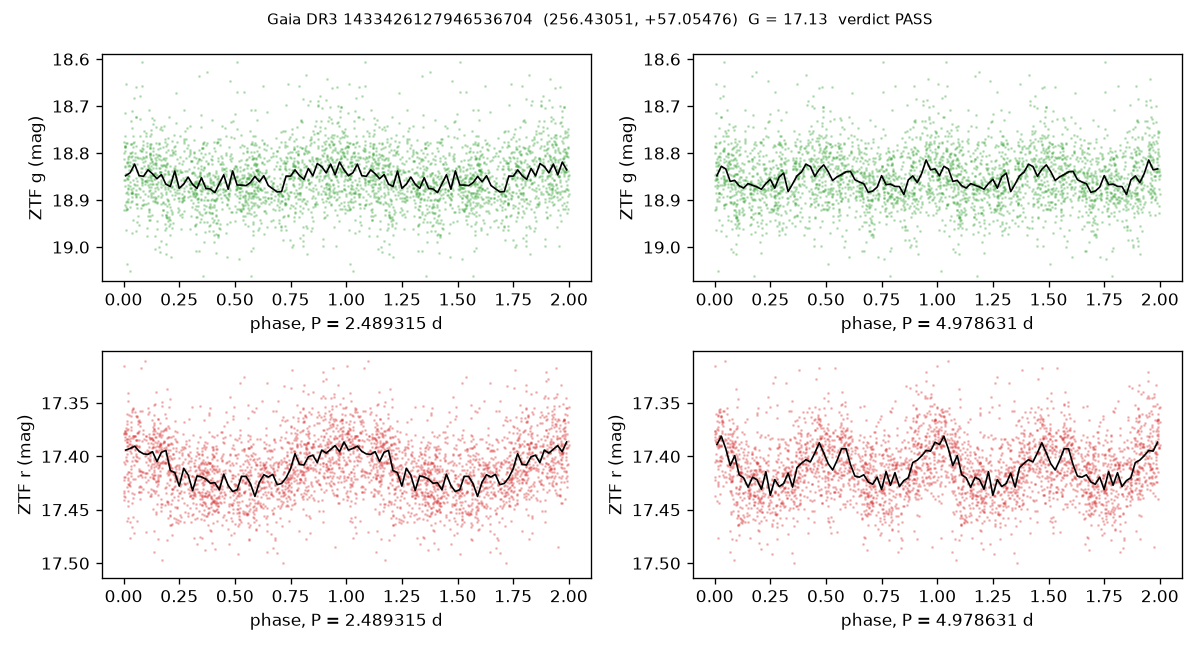 Gaia DR3 1433426127946536704 (256.43051, +57.05476) G = 17.13 verdict PASS
18.6
18.7
18.8
18.9
19.0
ZTF g (mag)
0.00 0.25 0.50 0.75 1.00 1.25 1.50 1.75 2.00
phase, P = 2.489315 d
18.6
18.7
18.8
18.9
19.0
ZTF g (mag)
0.00 0.25 0.50 0.75 1.00 1.25 1.50 1.75 2.00
phase, P = 4.978631 d
17.35
17.40
17.45
17.50
ZTF r (mag)
0.00 0.25 0.50 0.75 1.00 1.25 1.50 1.75 2.00
phase, P = 2.489315 d
17.35
17.40
17.45
17.50
ZTF r (mag)
0.00 0.25 0.50 0.75 1.00 1.25 1.50 1.75 2.00
phase, P = 4.978631 d